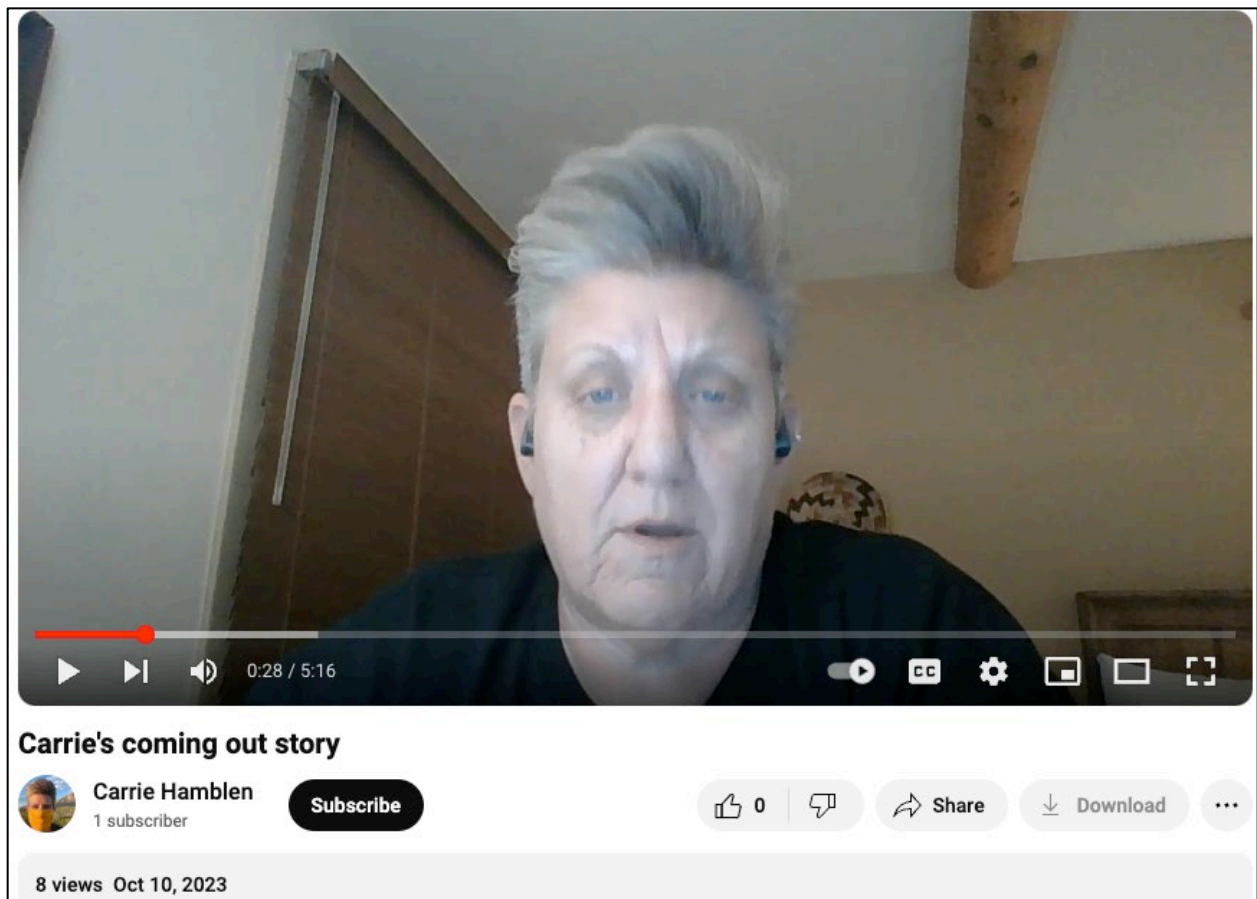 0:28 / 5:16
CC
Carrie's coming out story
Carrie Hamblen
1 subscriber
Subscribe
0
Share
Download
8 views Oct 10, 2023